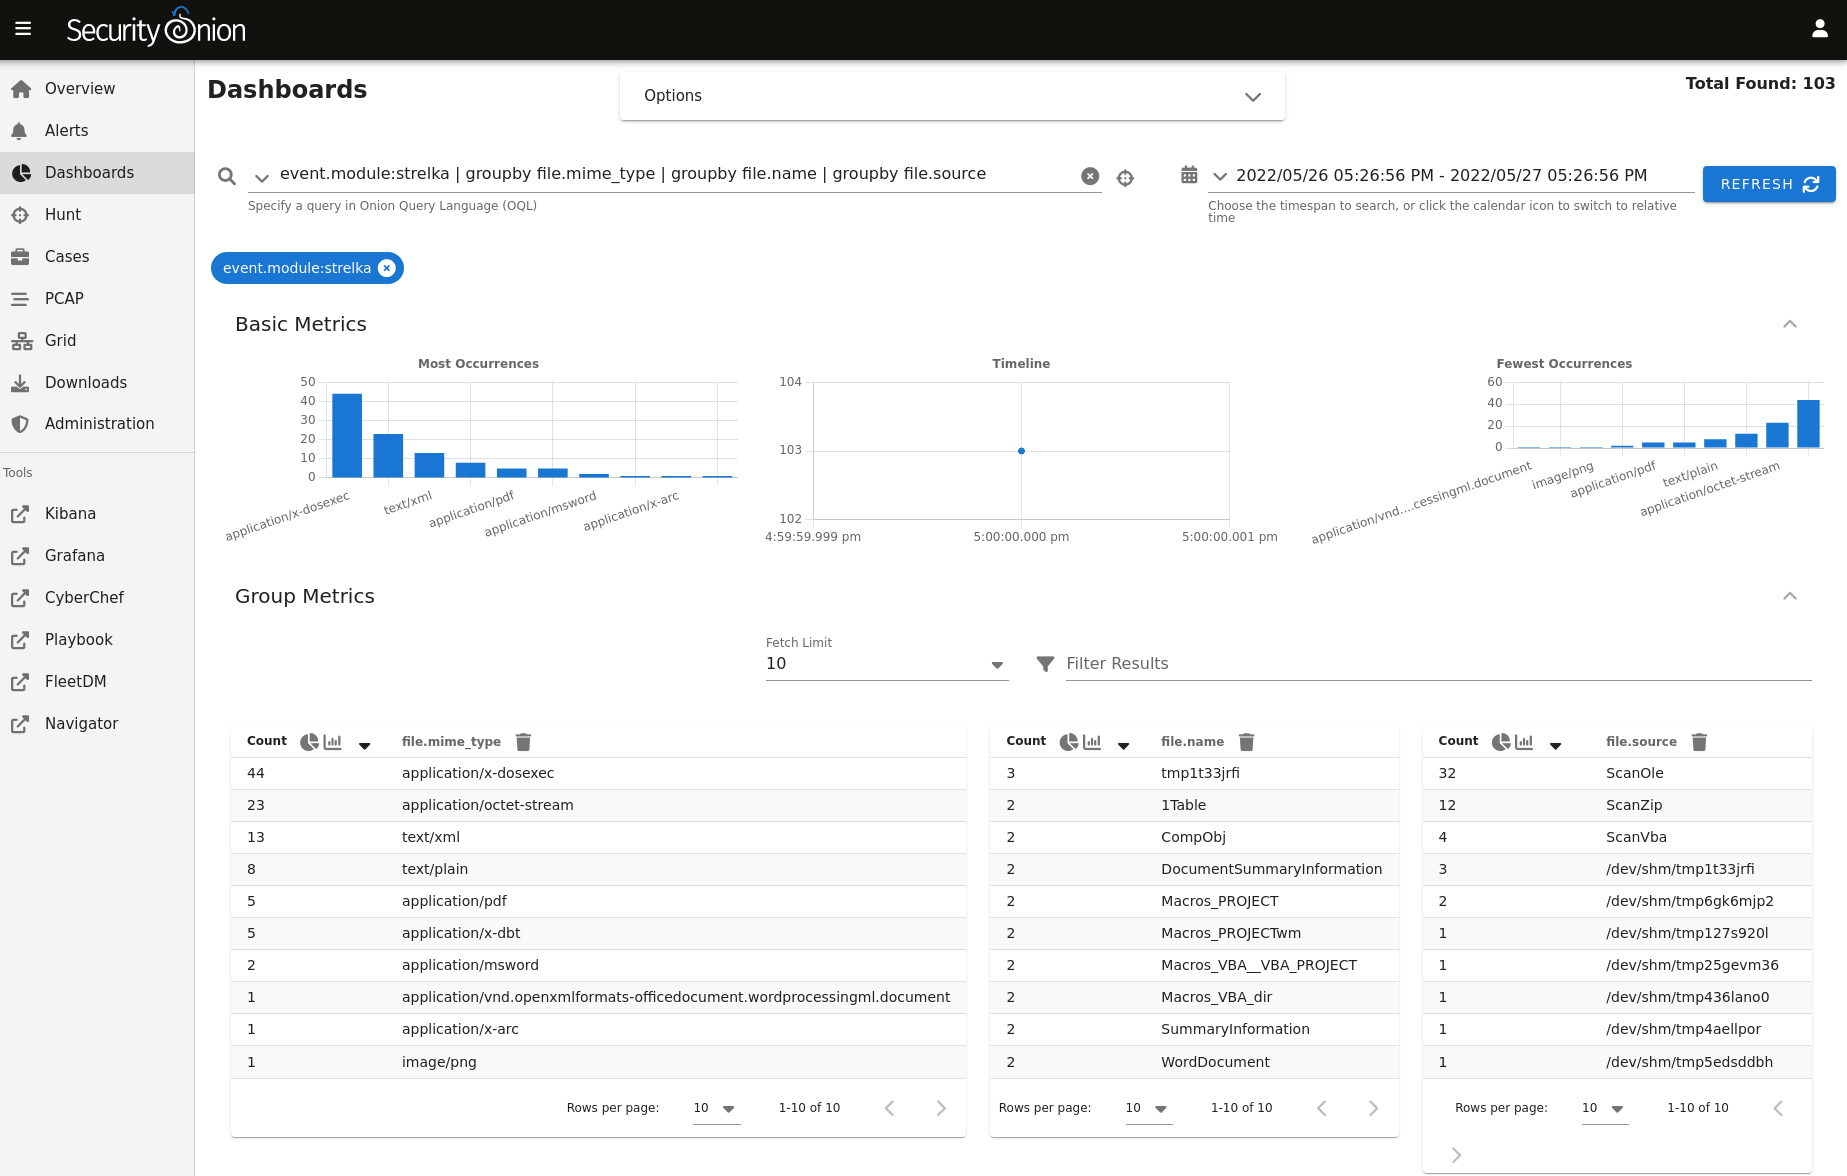 Security Onion
Overview
Alerts
Dashboards
Hunt
Cases
PCAP
Grid
Downloads
Administration
Tools
Kibana
Grafana
CyberChef
Playbook
FleetDM
Navigator
Dashboards
Options
Total Found: 103
event.module:strelka | groupby file.mime_type | groupby file.name | groupby file.source
Specify a query in Onion Query Language (OQL)
2022/05/26 05:26:56 PM - 2022/05/27 05:26:56 PM
Choose the timespan to search, or click the calendar icon to switch to relative
time
REFRESH
event.module:strelka
Basic Metrics
Most Occurrences
50
40
30
20
10
0
application/x-dosexec
text/xml
application/pdf
application/msword
application/x-arc
Timeline
104
103
102
4:59:59.999 pm
5:00:00.000 pm
5:00:00.001 pm
Fewest Occurrences
60
40
20
0
application/vnd....cessingml.document
image/png
application/pdf
text/plain
application/octet-stream
Group Metrics
Fetch Limit
10
Filter Results
Count file.mime_type
44 application/x-dosexec
23 application/octet-stream
13 text/xml
8 text/plain
5 application/pdf
5 application/x-dbt
2 application/msword
1 application/vnd.openxmlformats-officedocument.wordprocessingml.document
1 application/x-arc
1 image/png
Rows per page: 10 1-10 of 10
Count file.name
3 tmp1t33jrfi
2 1Table
2 CompObj
2 DocumentSummaryInformation
2 Macros_PROJECT
2 Macros_PROJECTwm
2 Macros_VBA__VBA_PROJECT
2 Macros_VBA_dir
2 SummaryInformation
2 WordDocument
Rows per page: 10 1-10 of 10
Count file.source
32 ScanOle
12 ScanZip
4 ScanVba
3 /dev/shm/tmp1t33jrfi
2 /dev/shm/tmp6gk6mjp2
1 /dev/shm/tmp127s920l
1 /dev/shm/tmp25gevm36
1 /dev/shm/tmp436lano0
1 /dev/shm/tmp4aellpor
1 /dev/shm/tmp5edsddbh
Rows per page: 10 1-10 of 10